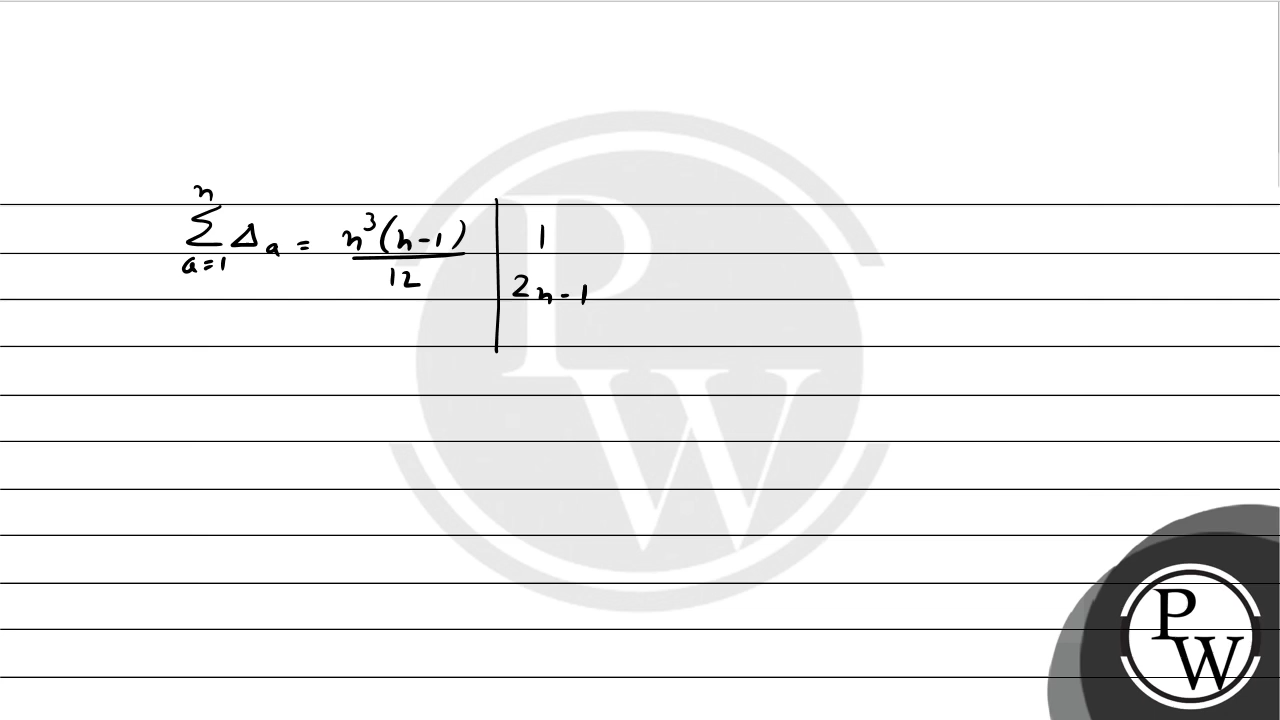 n
∑ Δₐ = n³(n-1) | 1
a=1 12 | 2n-1
P
W
P
W